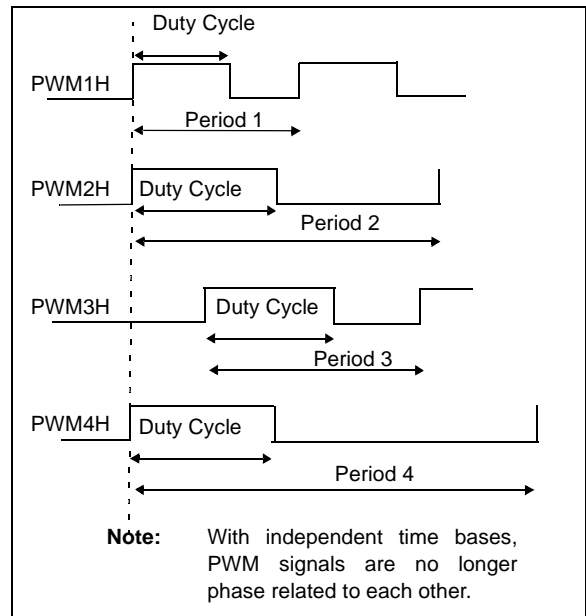 Duty Cycle
PWM1H
Period 1
PWM2H
Duty Cycle
Period 2
PWM3H
Duty Cycle
Period 3
PWM4H
Duty Cycle
Period 4
Note: With independent time bases,
PWM signals are no longer
phase related to each other.